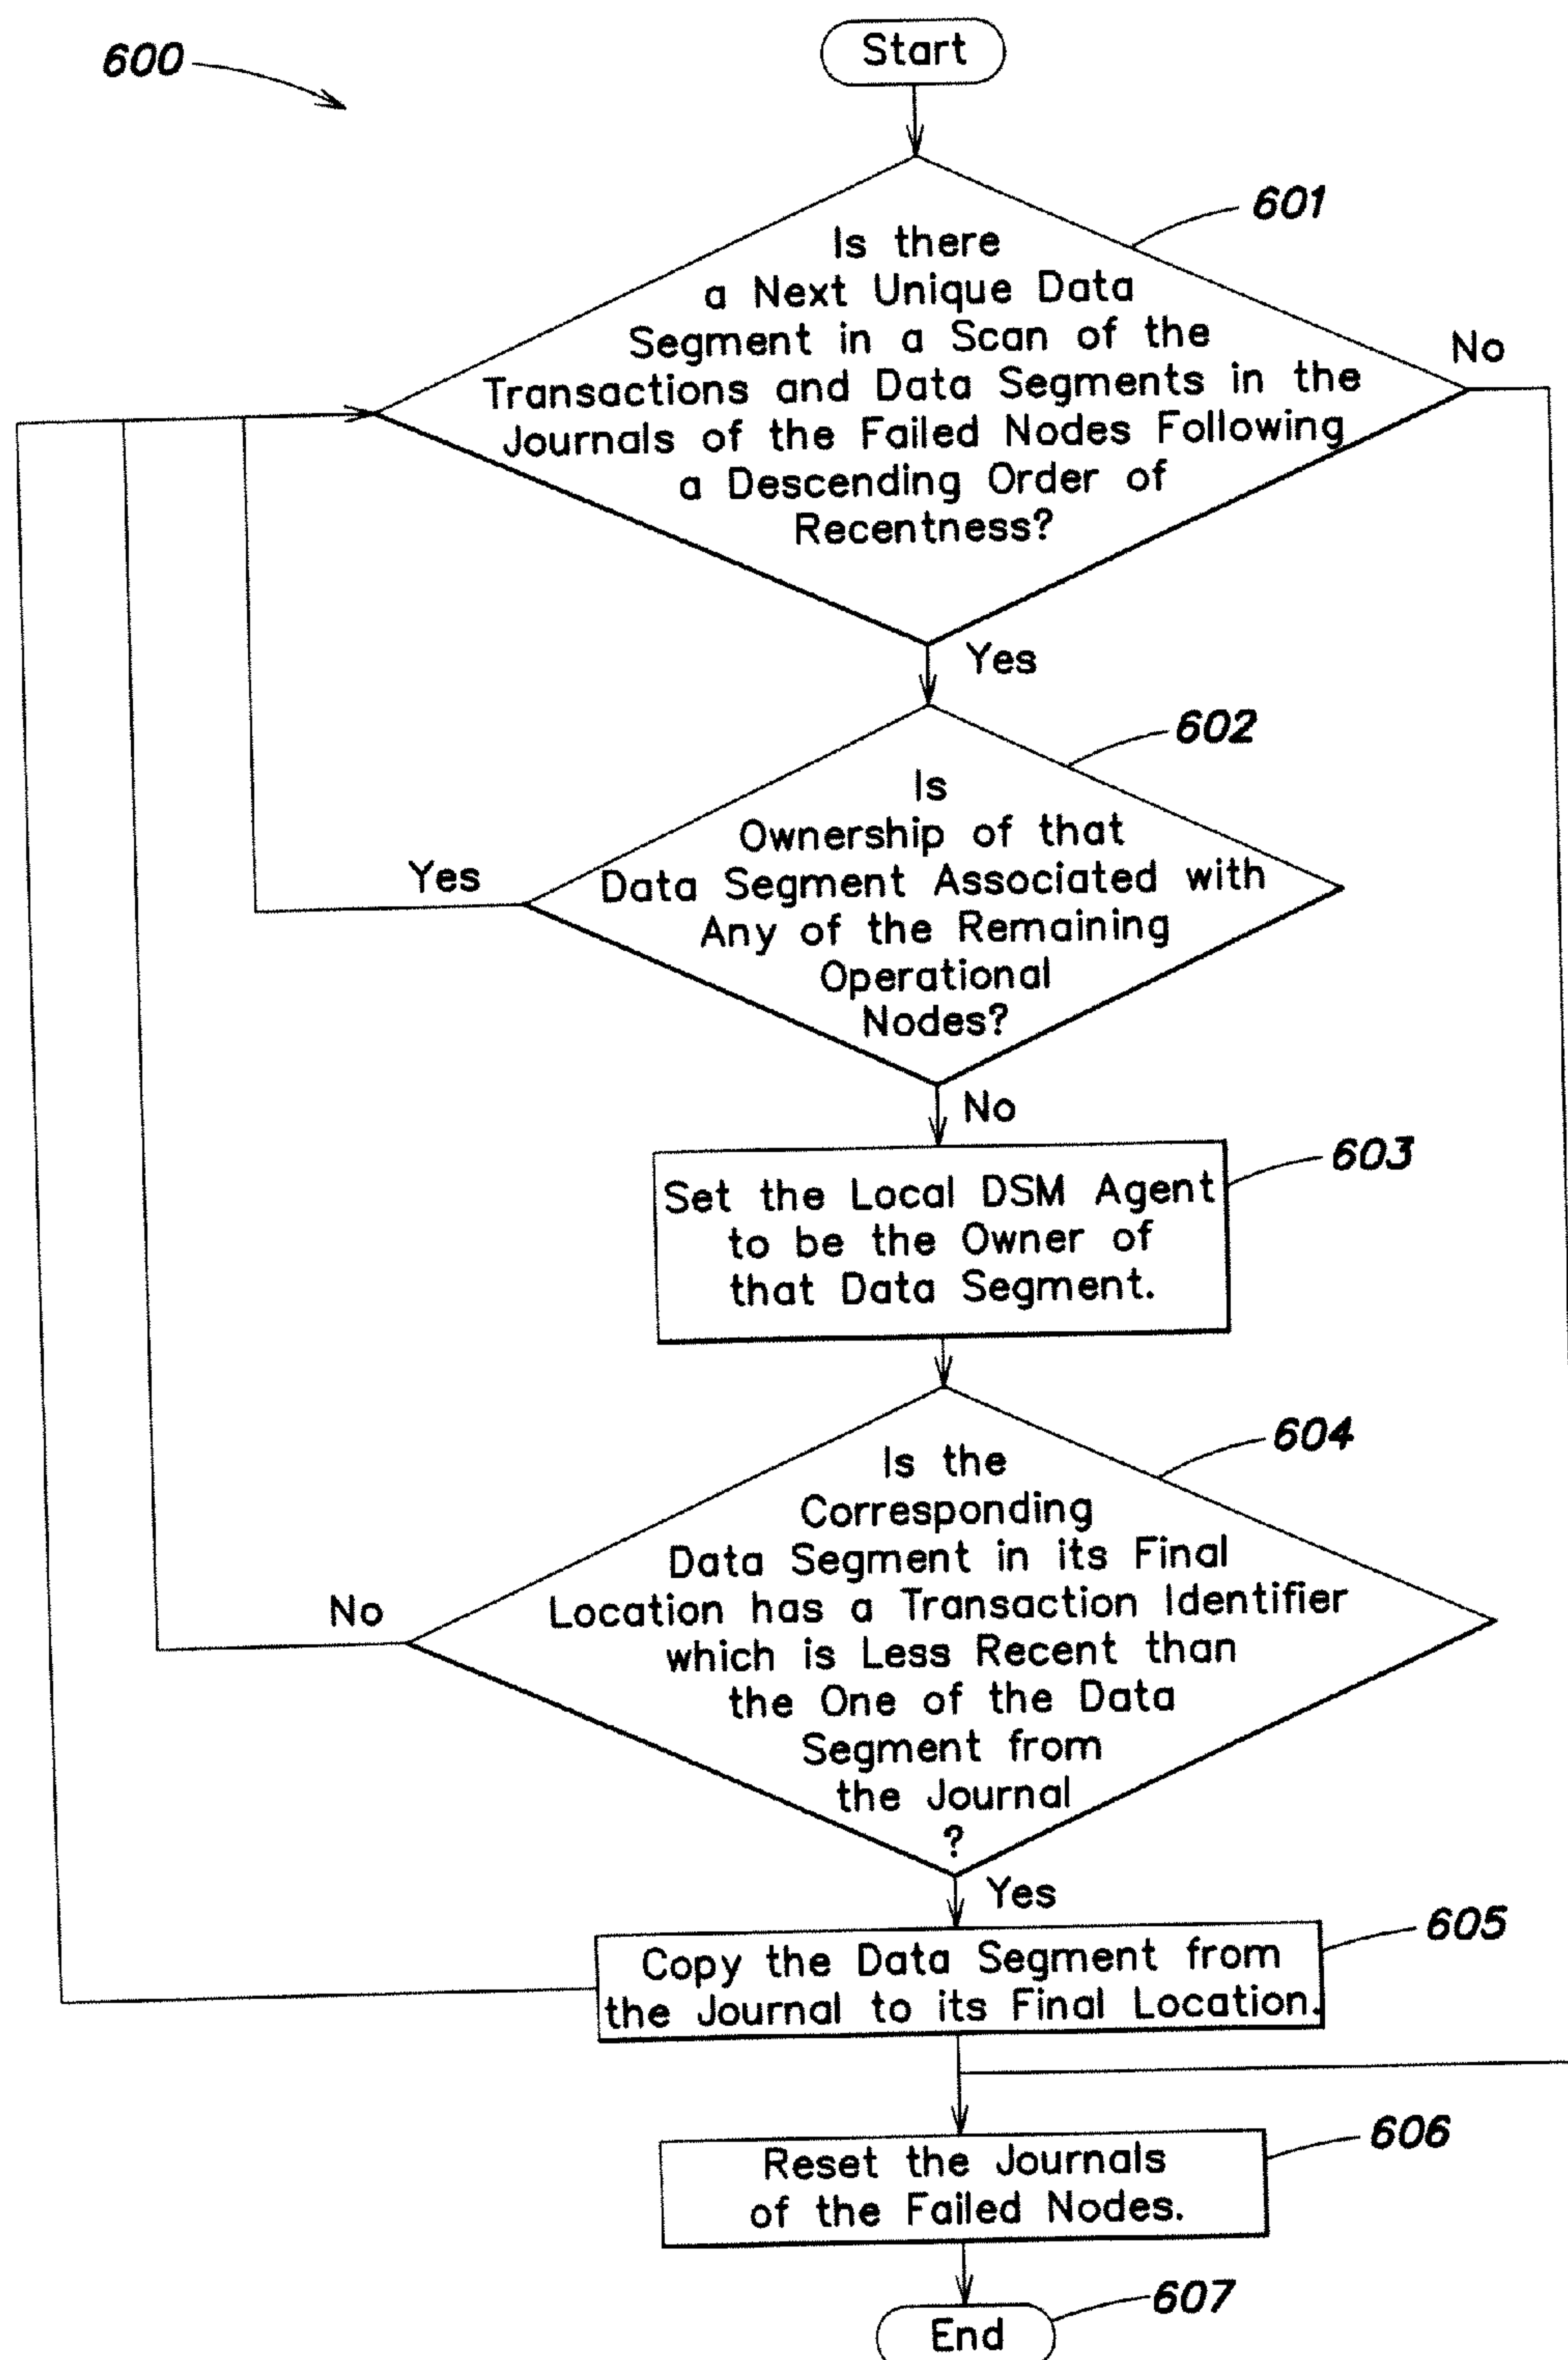 600
Start
601
Is there
a Next Unique Data
Segment in a Scan of the
Transactions and Data Segments in the
Journals of the Failed Nodes Following
a Descending Order of
Recentness?
No
Yes
602
Is
Ownership of that
Data Segment Associated with
Any of the Remaining
Operational
Nodes?
Yes
No
603
Set the Local DSM Agent
to be the Owner of
that Data Segment.
604
Is the
Corresponding
Data Segment in its Final
Location has a Transaction Identifier
which is Less Recent than
the One of the Data
Segment from
the Journal
?
No
Yes
605
Copy the Data Segment from
the Journal to its Final Location.
606
Reset the Journals
of the Failed Nodes.
607
End